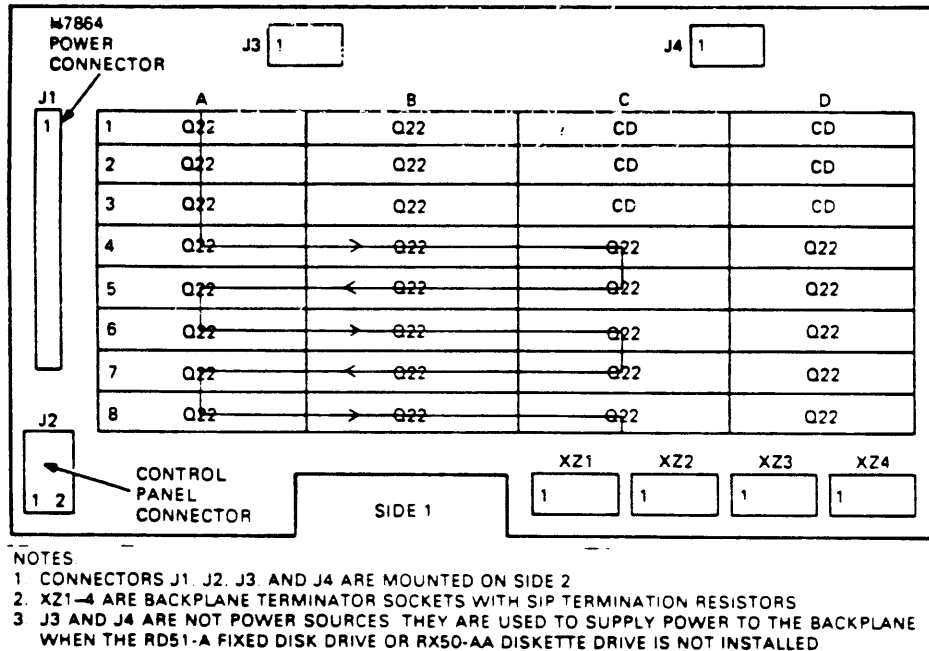 M7864
POWER
CONNECTOR
J3 1
J4 1
J1
1
A B C D
1 Q22 Q22 CD CD
2 Q22 Q22 CD CD
3 Q22 Q22 CD CD
4 Q22 Q22 Q22 Q22
5 Q22 Q22 Q22 Q22
6 Q22 Q22 Q22 Q22
7 Q22 Q22 Q22 Q22
8 Q22 Q22 Q22 Q22
J2
1 2
CONTROL
PANEL
CONNECTOR
SIDE 1
XZ1 XZ2 XZ3 XZ4
1 1 1 1
NOTES
1 CONNECTORS J1, J2, J3, AND J4 ARE MOUNTED ON SIDE 2
2. XZ1-4 ARE BACKPLANE TERMINATOR SOCKETS WITH SIP TERMINATION RESISTORS
3 J3 AND J4 ARE NOT POWER SOURCES THEY ARE USED TO SUPPLY POWER TO THE BACKPLANE
WHEN THE RD51-A FIXED DISK DRIVE OR RX50-AA DISKETTE DRIVE IS NOT INSTALLED